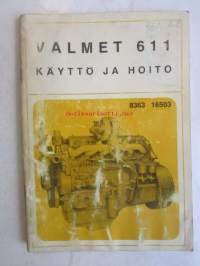 VALMET 611
KÄYTTÖ JA HOITO
8363 16503